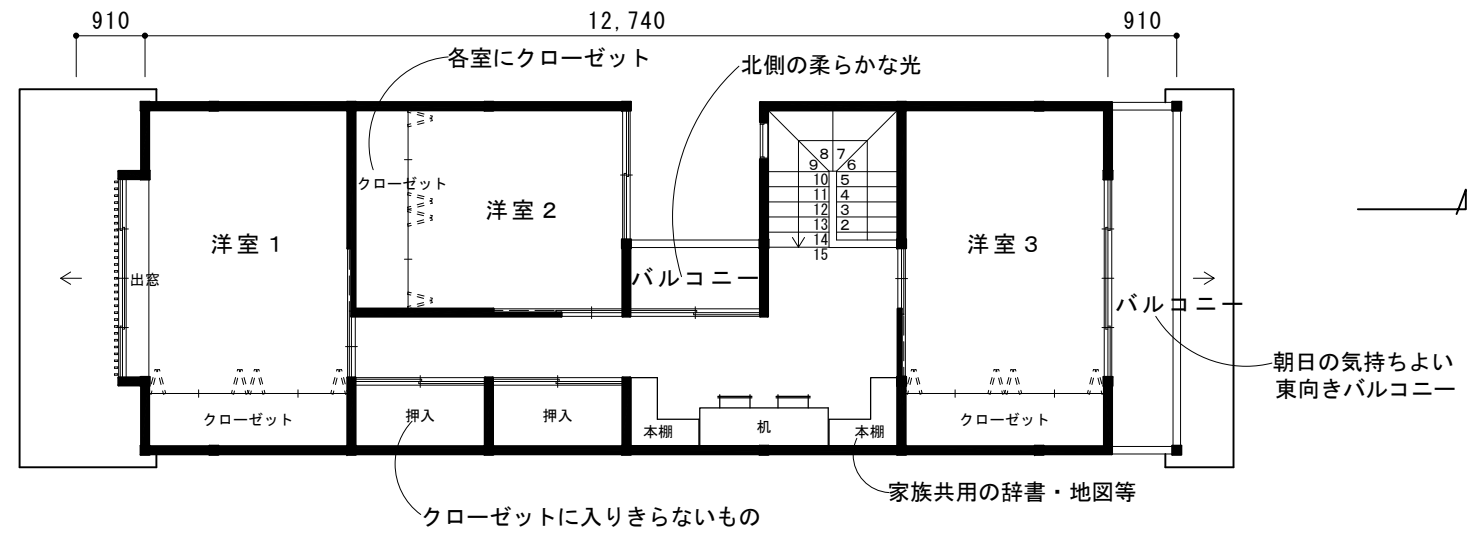 910
12,740
910
各室にクローゼット
北側の柔らかな光
クローゼット
洋室2
洋室1
出窓
バルコニー
8 7
9 6
10 5
11 4
12 3
13 2
14
15
洋室3
バルコニー
朝日の気持ちよい
東向きバルコニー
クローゼット
押入
押入
本棚
机
本棚
クローゼット
家族共用の辞書・地図等
クローゼットに入りきらないもの